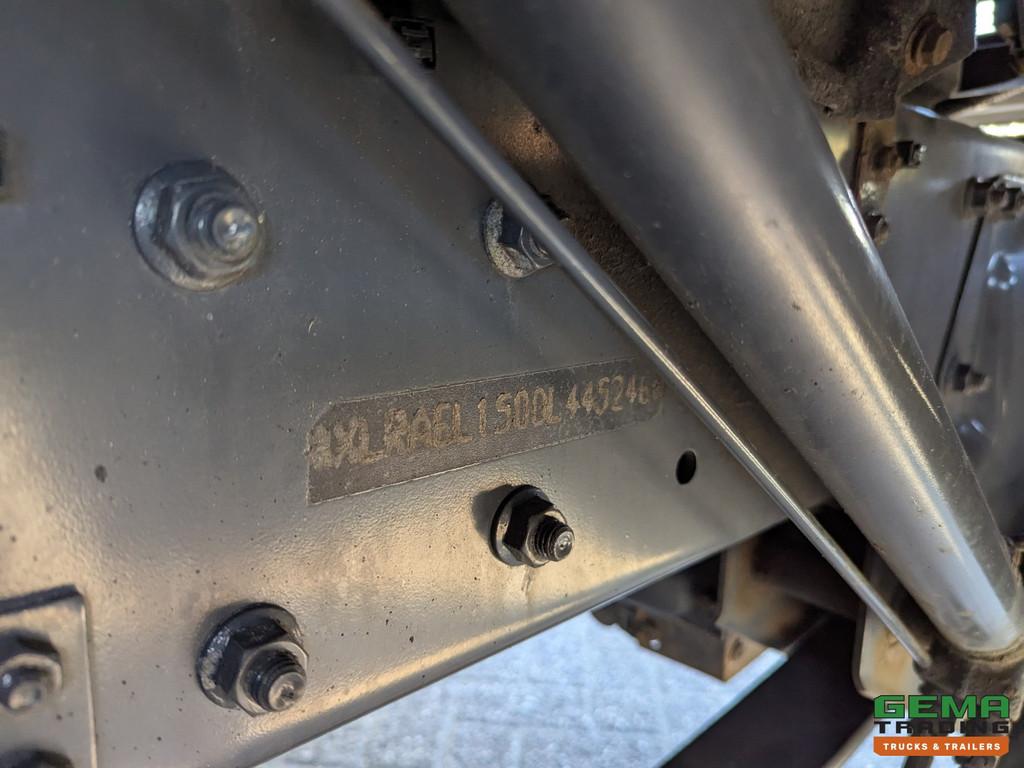 XLRAEL1500L445246
GEMA
TRADING
TRUCKS & TRAILERS